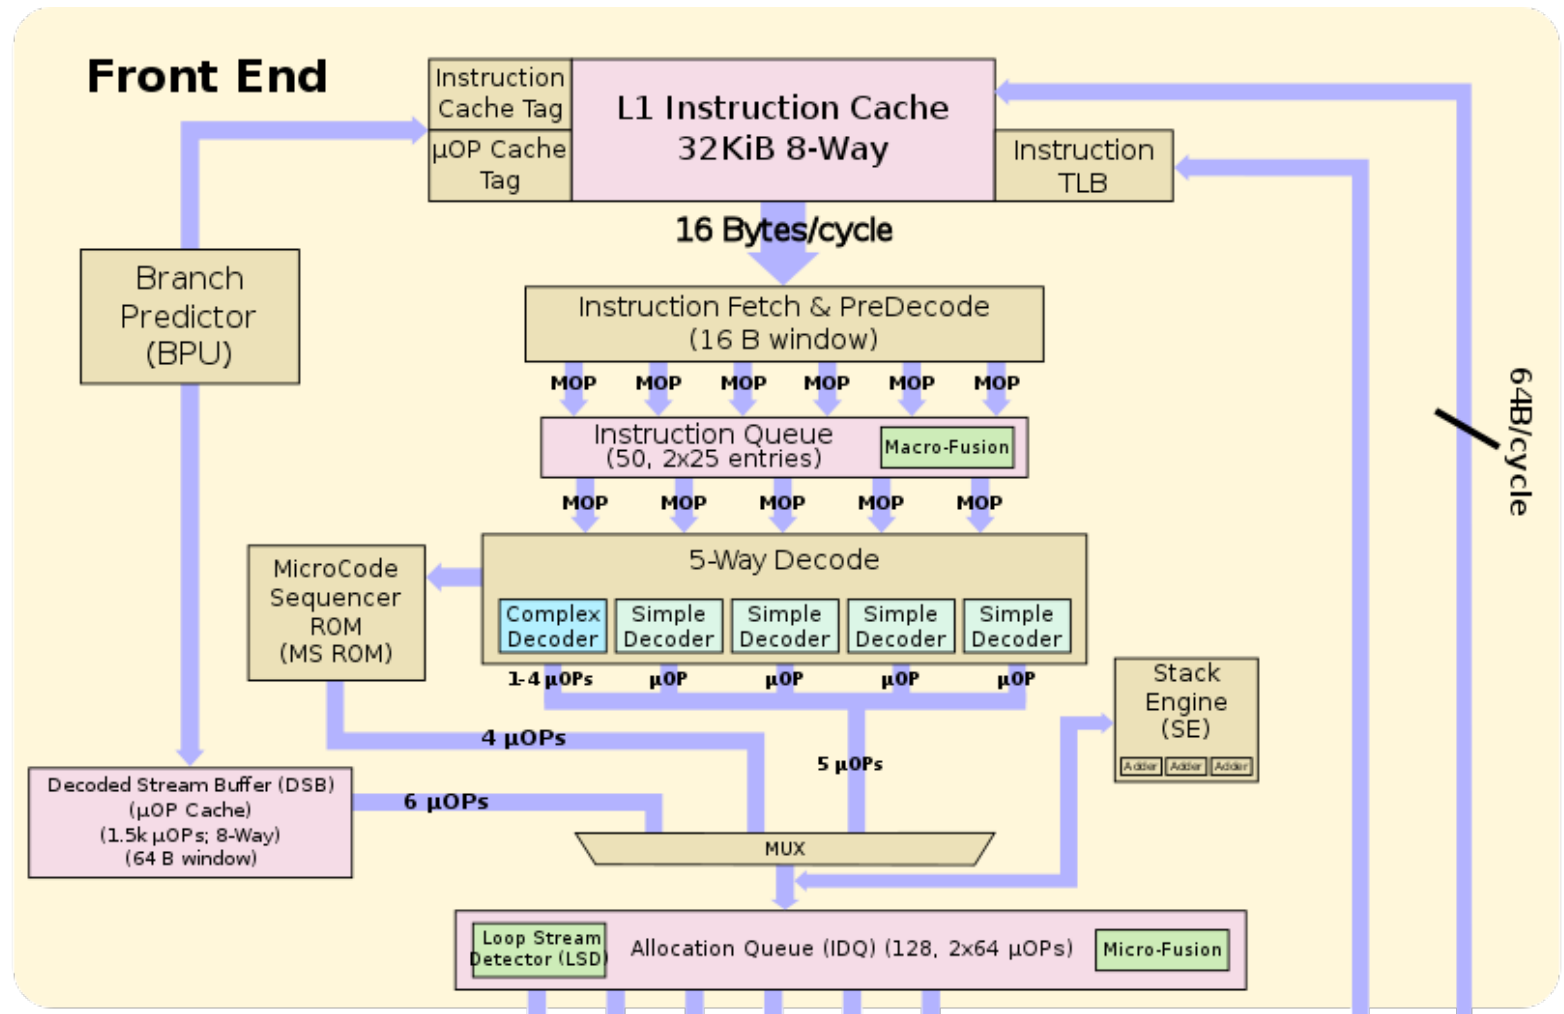 Front End
Instruction
Cache Tag
µOP Cache
Tag
L1 Instruction Cache
32KiB 8-Way
Instruction
TLB
16 Bytes/cycle
Branch
Predictor
(BPU)
Instruction Fetch & PreDecode
(16 B window)
MOP MOP MOP MOP MOP MOP
Instruction Queue
(50, 2x25 entries)
Macro-Fusion
64B/cycle
MOP MOP MOP MOP MOP
MicroCode
Sequencer
ROM
(MS ROM)
5-Way Decode
Complex
Decoder
Simple
Decoder
Simple
Decoder
Simple
Decoder
Simple
Decoder
1-4 µOPs µOP µOP µOP µOP
Stack
Engine
(SE)
Adder Adder Adder
4 µOPs
5 µOPs
Decoded Stream Buffer (DSB)
(µOP Cache)
(1.5k µOPs; 8-Way)
(64 B window)
6 µOPs
MUX
Loop Stream
Detector (LSD)
Allocation Queue (IDQ) (128, 2x64 µOPs)
Micro-Fusion